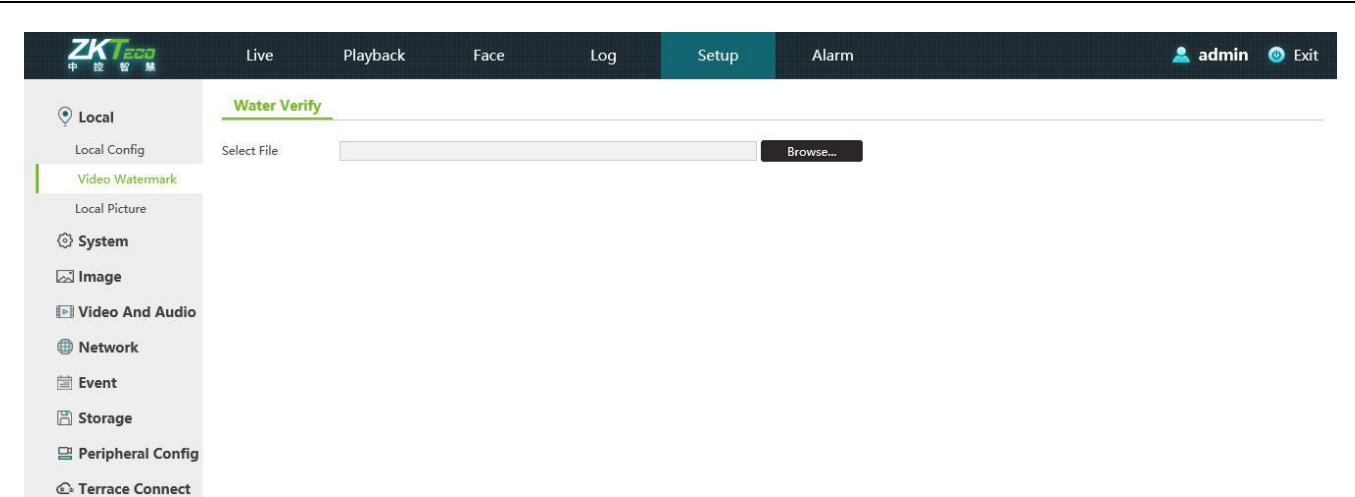 ZKTeco
中控智慧
Live Playback Face Log Setup Alarm admin Exit
Local
Local Config
Video Watermark
Local Picture
System
Image
Video And Audio
Network
Event
Storage
Peripheral Config
Terrace Connect
Water Verify
Select File Browse...